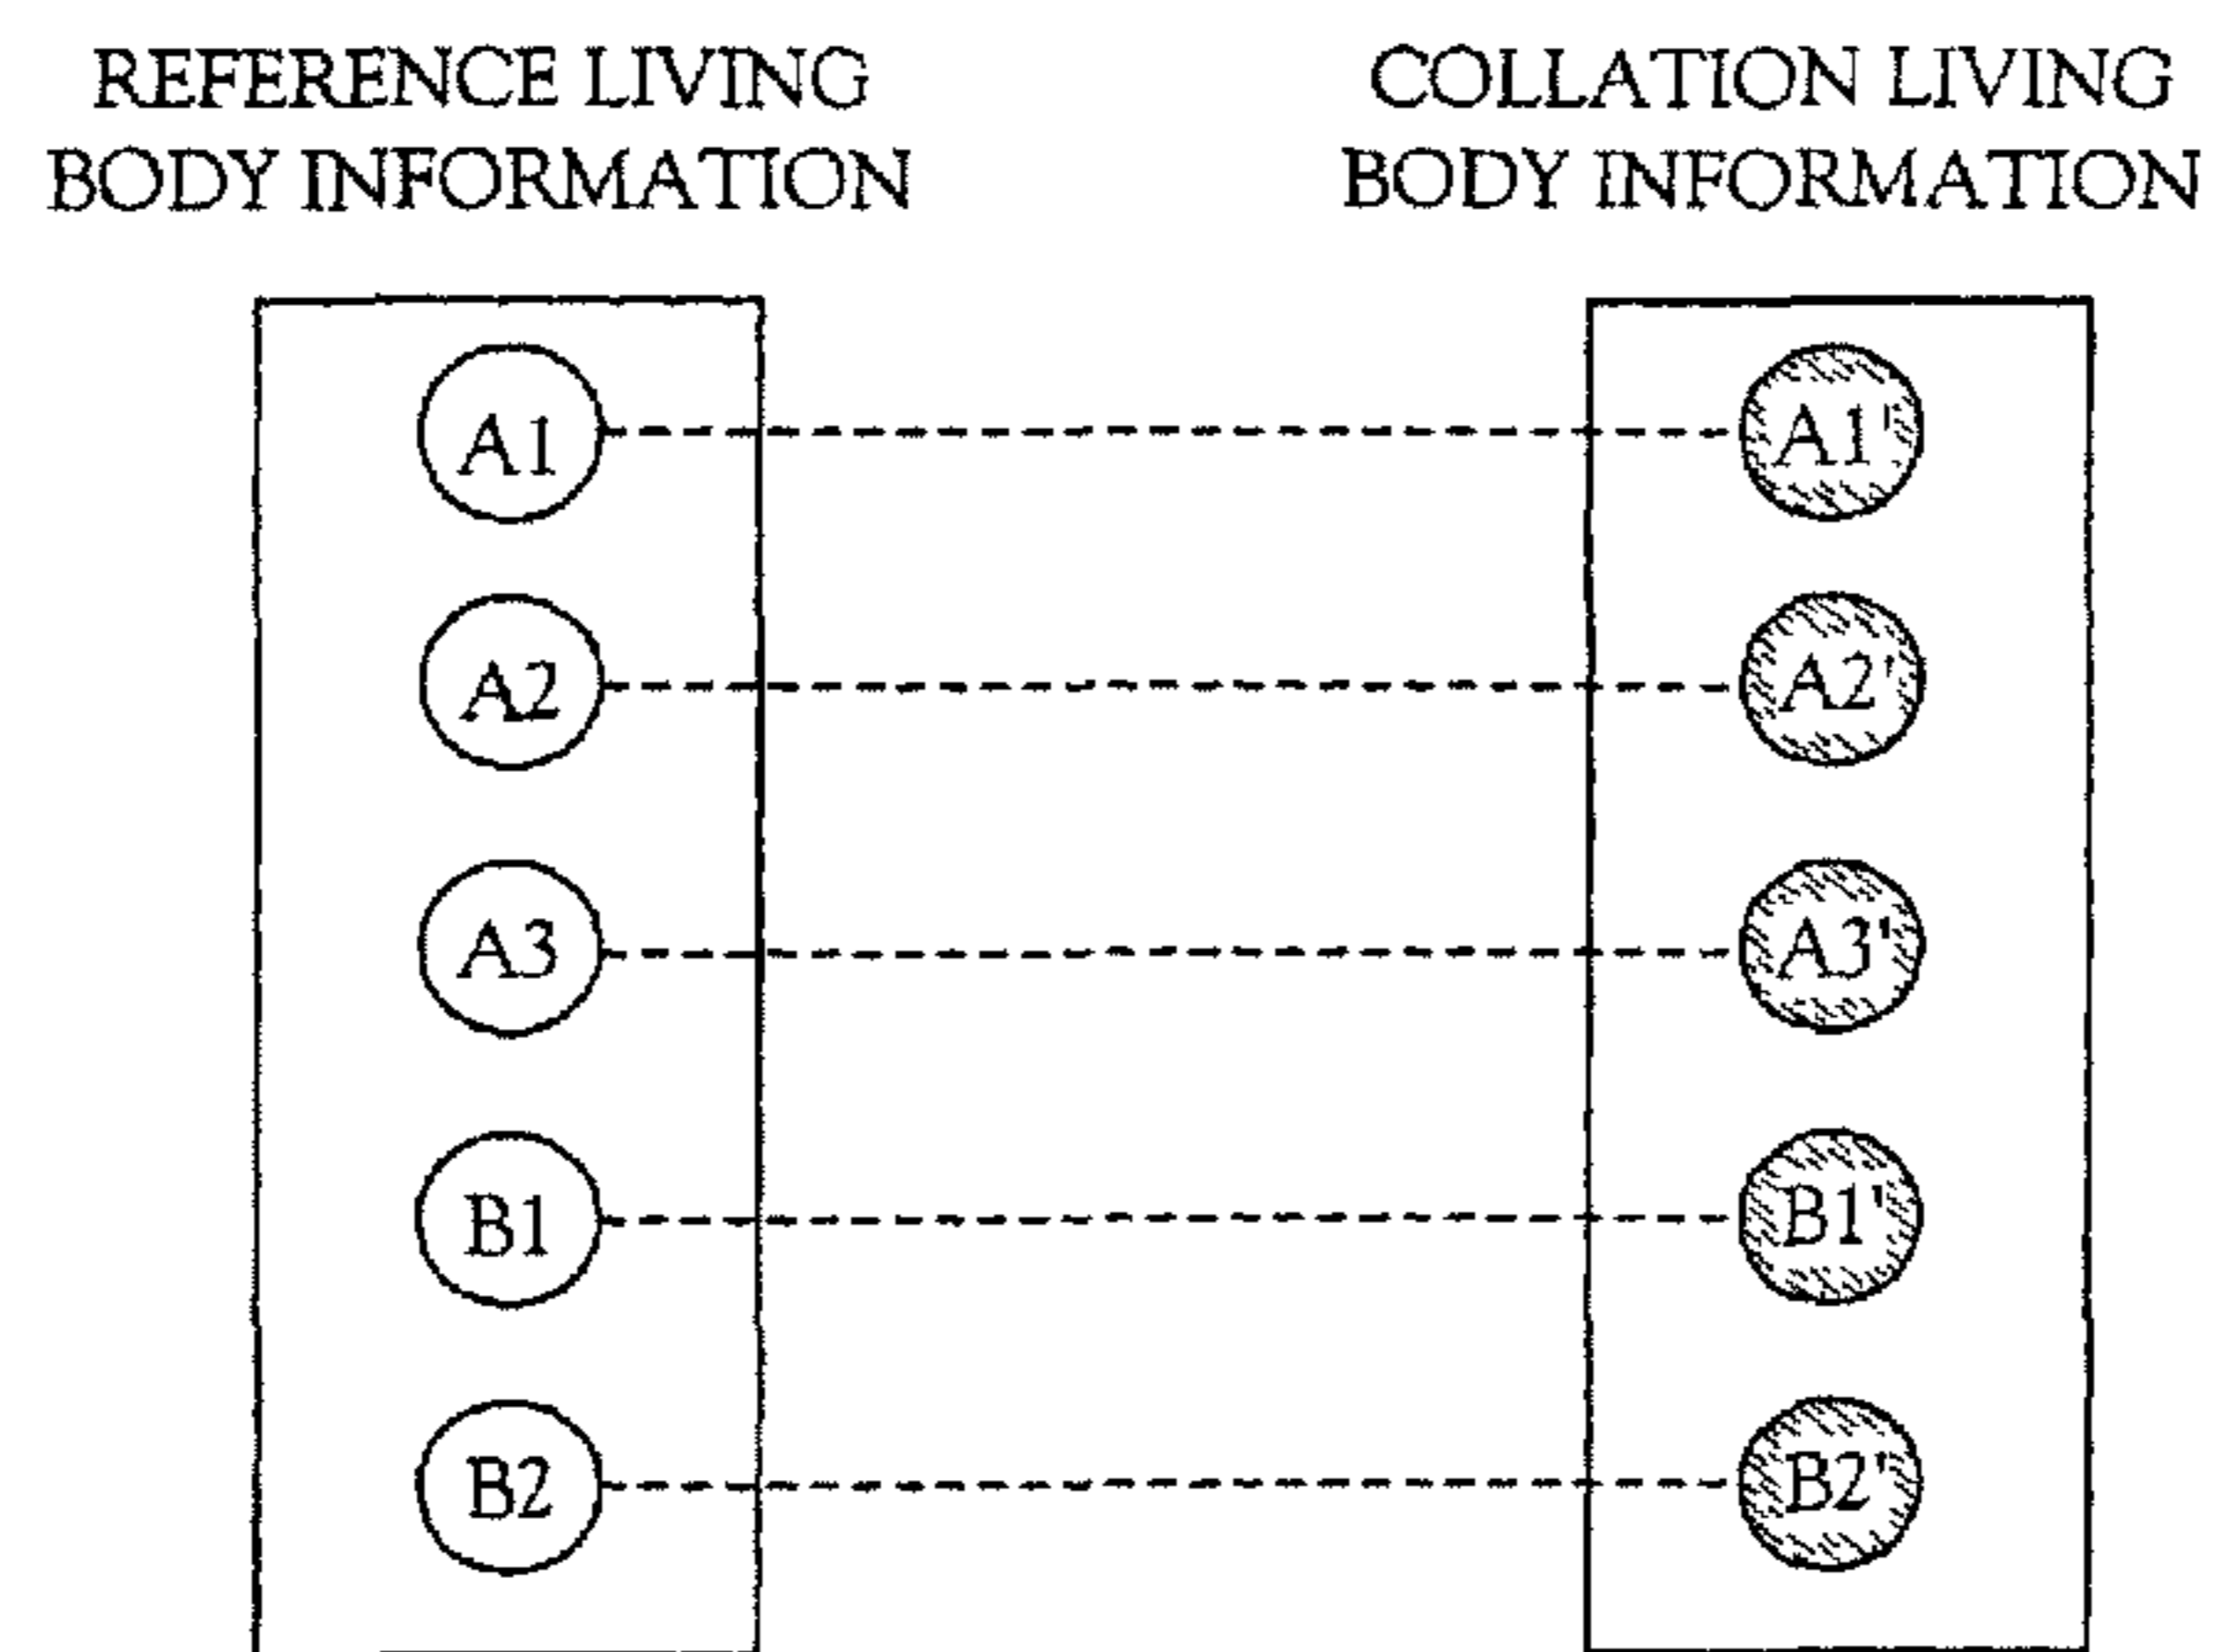 REFERENCE LIVING
BODY INFORMATION
COLLATION LIVING
BODY INFORMATION
A1 A1'
A2 A2'
A3 A3'
B1 B1'
B2 B2'